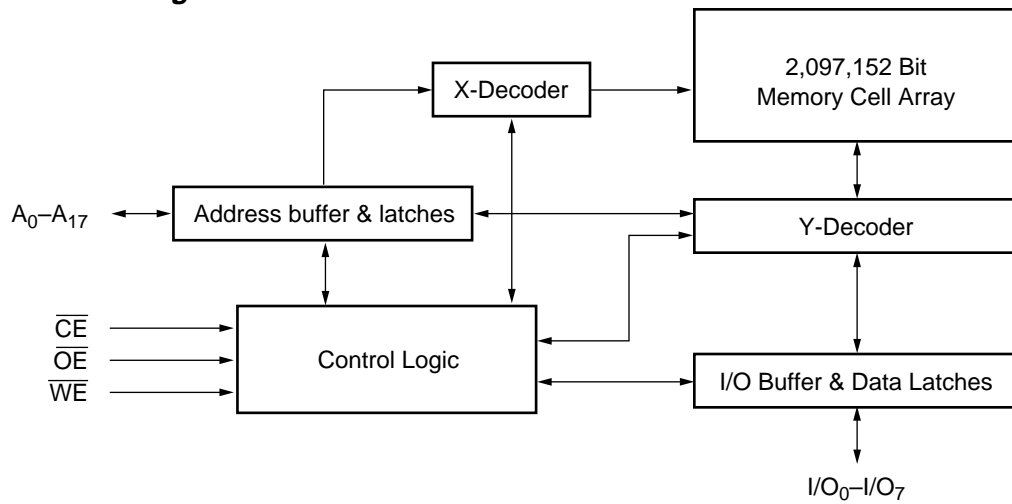 2,097,152 Bit
Memory Cell Array
X-Decoder
A0–A17
Address buffer & latches
Y-Decoder
CE
OE
WE
Control Logic
I/O Buffer & Data Latches
I/O0–I/O7